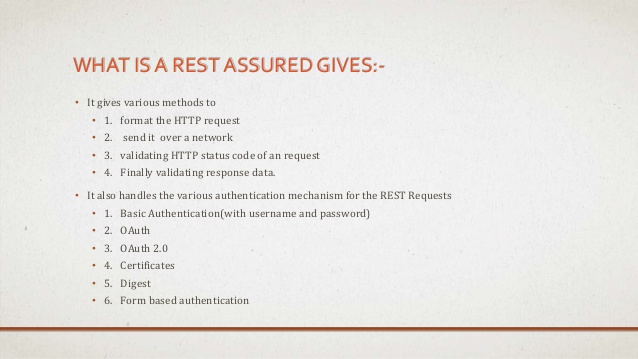 WHAT IS A REST ASSURED GIVES:-
• It gives various methods to
• 1. format the HTTP request
• 2. send it over a network
• 3. validating HTTP status code of an request
• 4. Finally validating response data.
• It also handles the various authentication mechanism for the REST Requests
• 1. Basic Authentication(with username and password)
• 2. OAuth
• 3. OAuth 2.0
• 4. Certificates
• 5. Digest
• 6. Form based authentication